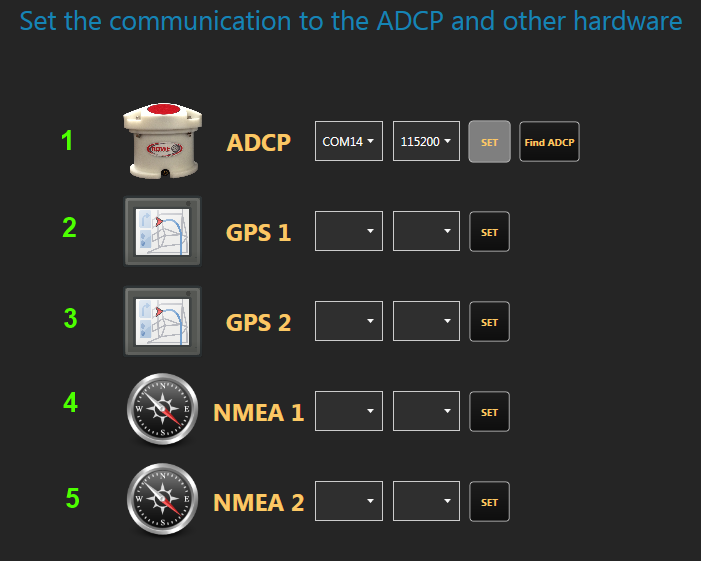 Set the communication to the ADCP and other hardware
1 ADCP COM14 115200 SET Find ADCP
2 GPS 1 SET
3 GPS 2 SET
4 N W E S NMEA 1 SET
5 N W E S NMEA 2 SET